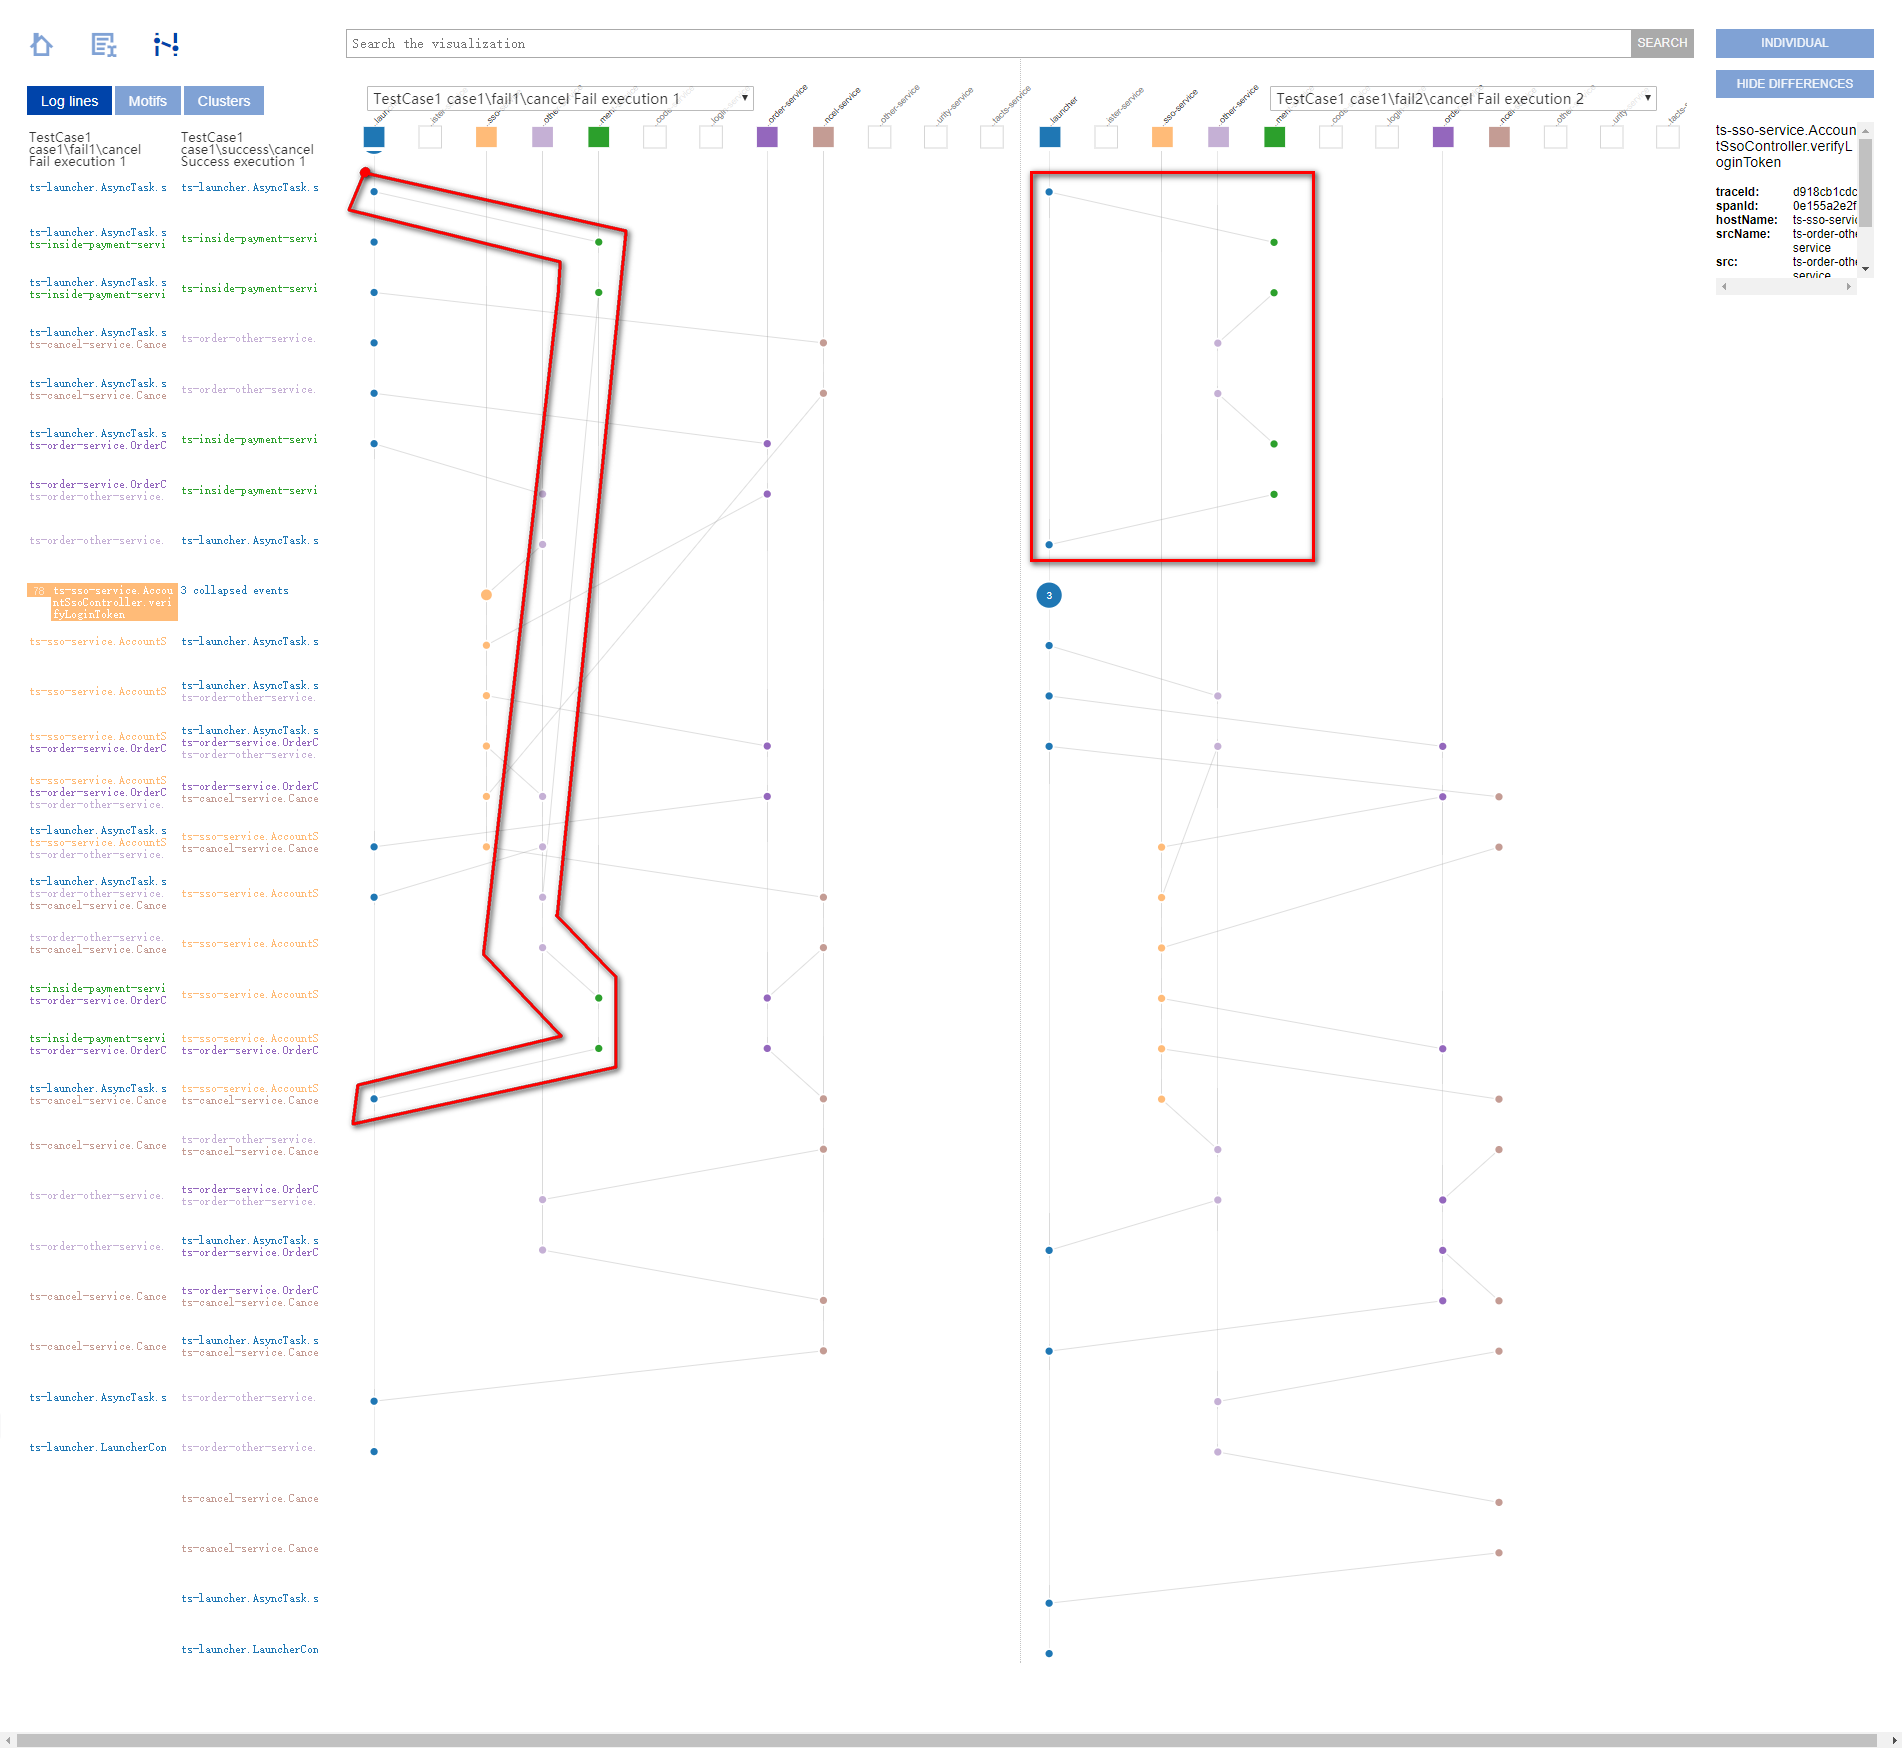 Search the visualization
SEARCH
INDIVIDUAL
HIDE DIFFERENCES
Log lines
Motifs
Clusters
TestCase1 case1\fail1\cancel Fail execution 1
TestCase1 case1\fail2\cancel Fail execution 2
TestCase1
case1\fail1\cancel
Fail execution 1
TestCase1
case1\success\cancel
Success execution 1
..sso-service
..order-service
..ncel-service
..other-service
..urity-service
..tacts-service
..launcher
..ister-service
..sso-service
..other-service
ts-sso-service.Accoun
tSsoController.verifyL
oginToken
traceId: d918cb1cdc
spanId: 0e155a2e2f
hostName: ts-sso-servic
srcName: ts-order-othe
service
src: ts-order-othe
service
ts-launcher.AsyncTask.s
ts-launcher.AsyncTask.s
ts-launcher.AsyncTask.s
ts-inside-payment-servi
ts-inside-payment-servi
ts-launcher.AsyncTask.s
ts-inside-payment-servi
ts-inside-payment-servi
ts-launcher.AsyncTask.s
ts-cancel-service.Cance
ts-order-other-service.
ts-launcher.AsyncTask.s
ts-cancel-service.Cance
ts-order-other-service.
ts-launcher.AsyncTask.s
ts-order-service.OrderC
ts-inside-payment-servi
ts-order-service.OrderC
ts-order-other-service.
ts-inside-payment-servi
ts-order-other-service.
ts-launcher.AsyncTask.s
78 ts-sso-service.Accou
ntSsoController.veri
fyLoginToken
3 collapsed events
3
ts-sso-service.AccountS
ts-launcher.AsyncTask.s
ts-sso-service.AccountS
ts-launcher.AsyncTask.s
ts-order-other-service.
ts-sso-service.AccountS
ts-order-service.OrderC
ts-launcher.AsyncTask.s
ts-order-service.OrderC
ts-order-other-service.
ts-sso-service.AccountS
ts-order-service.OrderC
ts-order-other-service.
ts-order-service.OrderC
ts-cancel-service.Cance
ts-launcher.AsyncTask.s
ts-sso-service.AccountS
ts-order-other-service.
ts-sso-service.AccountS
ts-cancel-service.Cance
ts-launcher.AsyncTask.s
ts-order-other-service.
ts-cancel-service.Cance
ts-sso-service.AccountS
ts-order-other-service.
ts-cancel-service.Cance
ts-sso-service.AccountS
ts-inside-payment-servi
ts-order-service.OrderC
ts-sso-service.AccountS
ts-inside-payment-servi
ts-order-service.OrderC
ts-sso-service.AccountS
ts-order-service.OrderC
ts-launcher.AsyncTask.s
ts-cancel-service.Cance
ts-sso-service.AccountS
ts-cancel-service.Cance
ts-cancel-service.Cance
ts-order-other-service.
ts-cancel-service.Cance
ts-order-other-service.
ts-order-service.OrderC
ts-order-other-service.
ts-order-other-service.
ts-launcher.AsyncTask.s
ts-order-service.OrderC
ts-cancel-service.Cance
ts-order-service.OrderC
ts-cancel-service.Cance
ts-cancel-service.Cance
ts-launcher.AsyncTask.s
ts-cancel-service.Cance
ts-launcher.AsyncTask.s
ts-order-other-service.
ts-launcher.LauncherCon
ts-order-other-service.
ts-cancel-service.Cance
ts-cancel-service.Cance
ts-launcher.AsyncTask.s
ts-launcher.LauncherCon